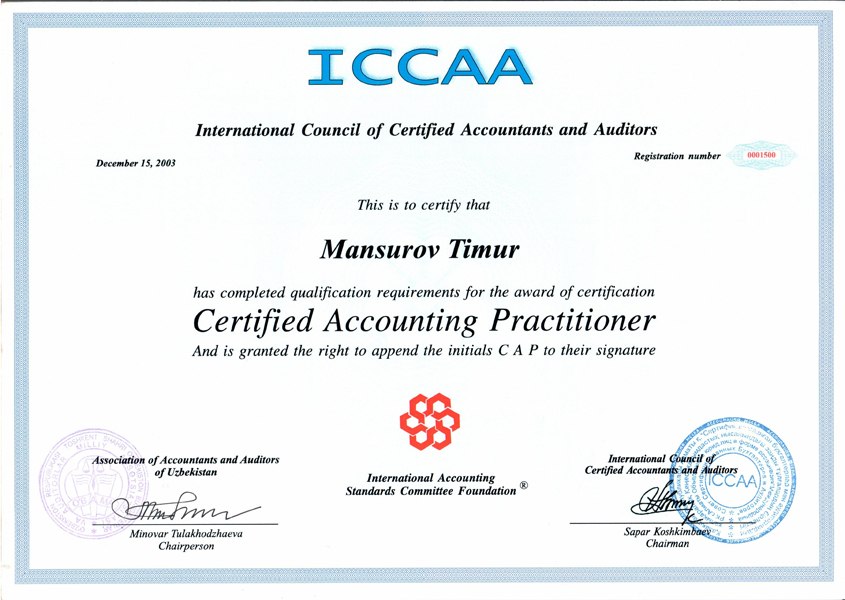 ICCAA
International Council of Certified Accountants and Auditors
December 15, 2003
Registration number 0001500
This is to certify that
Mansurov Timur
has completed qualification requirements for the award of certification
Certified Accounting Practitioner
And is granted the right to append the initials C A P to their signature
Association of Accountants and Auditors
of Uzbekistan
Minovar Tulakhodzhaeva
Chairperson
International Accounting
Standards Committee Foundation ®
International Council of
Certified Accountants and Auditors
ICCAA
Sapar Koshkimbaev
Chairman